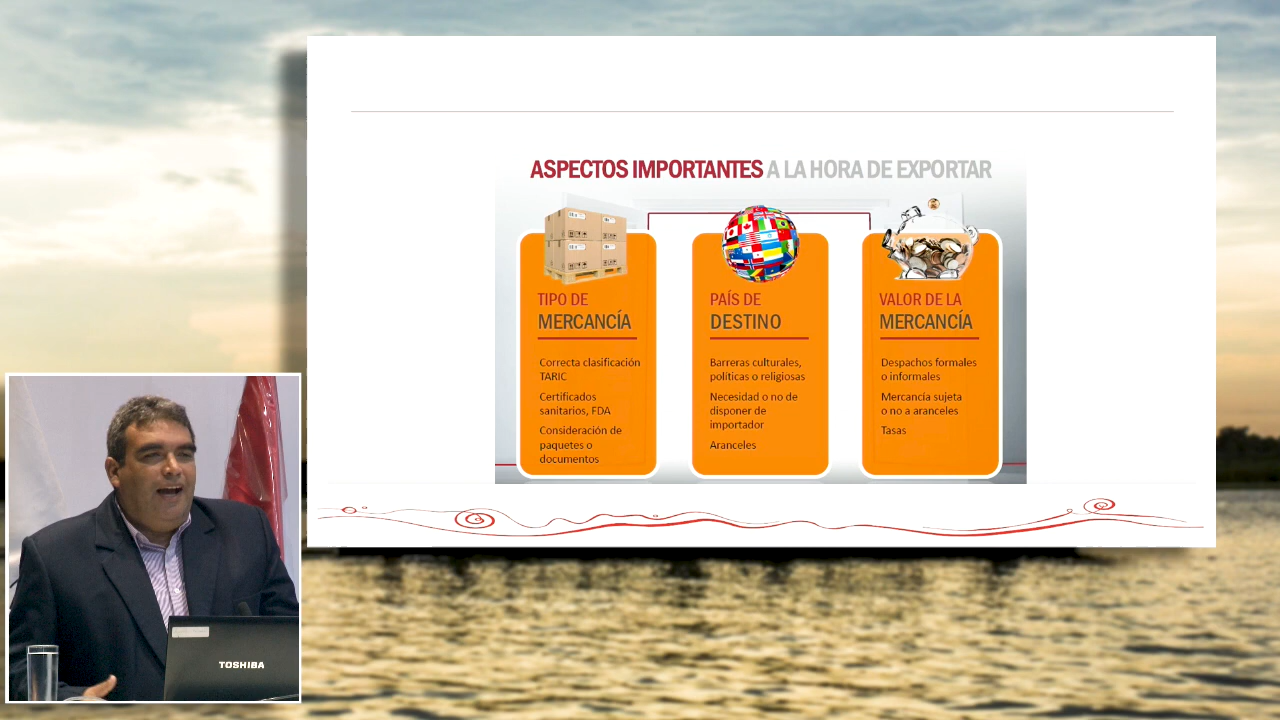 ASPECTOS IMPORTANTES A LA HORA DE EXPORTAR
TIPO DE
MERCANCÍA
Correcta clasificación
TARIC
Certificados
sanitarios, FDA
Consideración de
paquetes o
documentos
PAÍS DE
DESTINO
Barreras culturales,
políticas o religiosas
Necesidad o no de
disponer de
importador
Aranceles
VALOR DE LA
MERCANCÍA
Despachos formales
o informales
Mercancía sujeta
o no a aranceles
Tasas
TOSHIBA